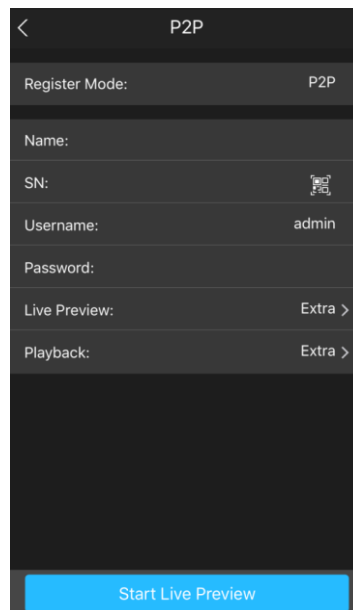 P2P
Register Mode: P2P
Name:
SN:
Username: admin
Password:
Live Preview: Extra
Playback: Extra
Start Live Preview